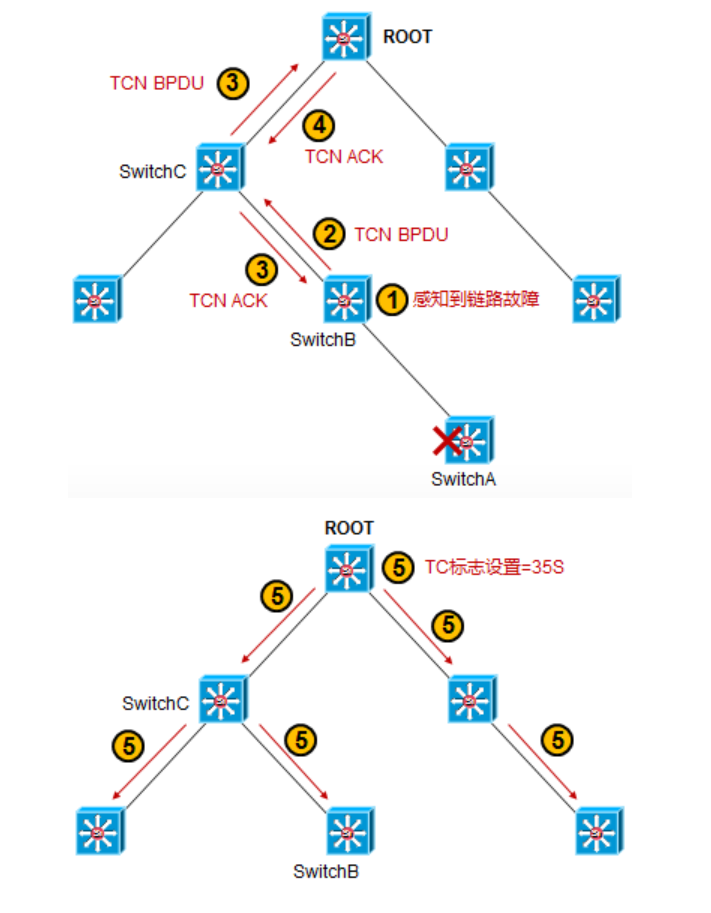 ROOT
TCN BPDU 3
4
TCN ACK
SwitchC
2 TCN BPDU
3
TCN ACK
1 感知到链路故障
SwitchB
SwitchA
ROOT
5 TC标志设置=35S
5
5
SwitchC
5
5
5
SwitchB